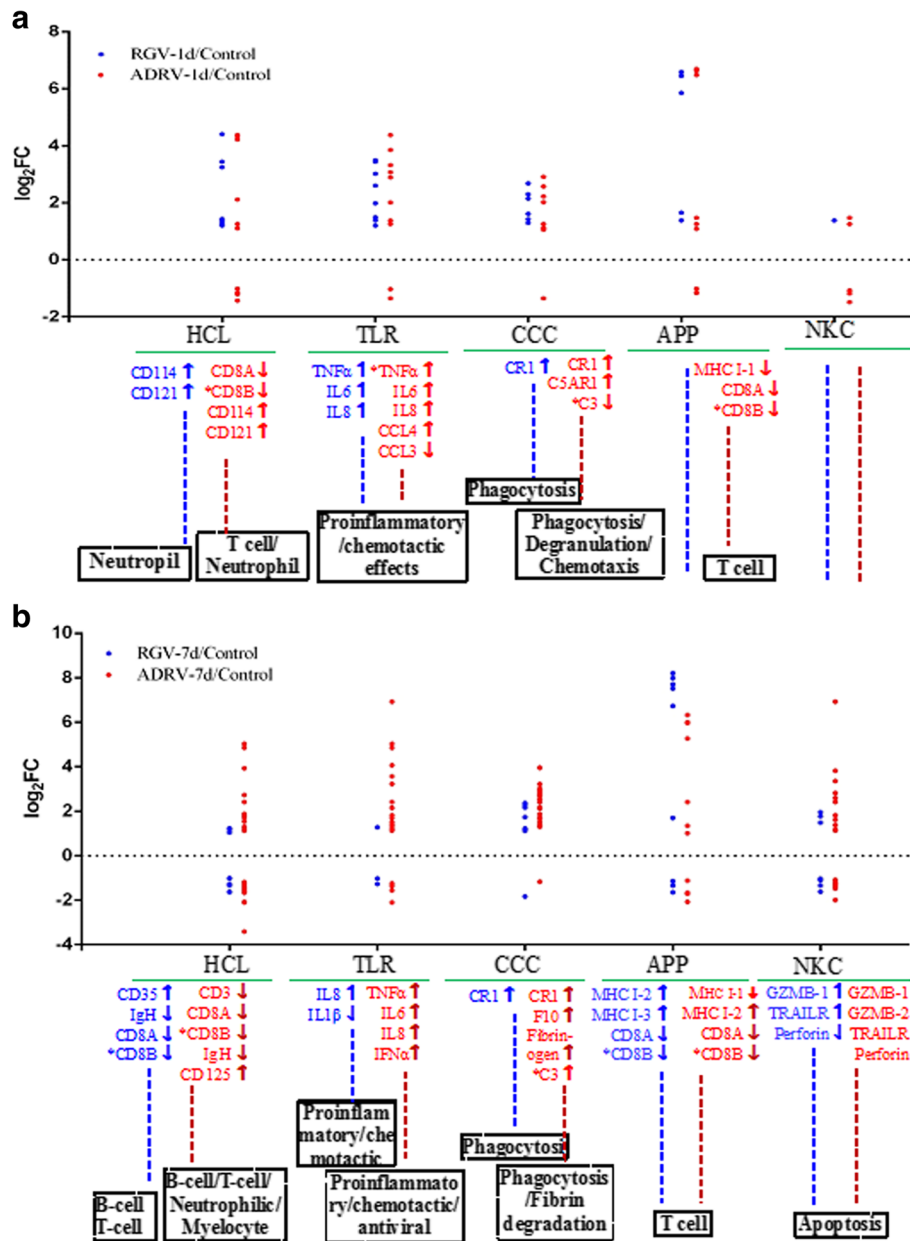 a
RGV-1d/Control
ADRV-1d/Control
8
6
4
2
0
-2
log2FC
HCL TLR CCC APP NKC
CD114 ↑ CD8A ↓ TNFα ↑ *TNFα ↑ CR1 ↑ CR1 ↑ MHC I-1 ↓
CD121 ↑ *CD8B ↓ IL6 ↑ IL6 ↑ C5AR1 ↑ CD8A ↓
CD114 ↑ IL8 ↑ IL8 ↑ *C3 ↓ *CD8B ↓
CD121 ↑ CCL4 ↑
CCL3 ↓
Neutropil
T cell/
Neutrophil
Proinflammatory
/chemotactic
effects
Phagocytosis
Phagocytosis/
Degranulation/
Chemotaxis
T cell
b
RGV-7d/Control
ADRV-7d/Control
10
8
6
4
2
0
-2
-4
log2FC
HCL TLR CCC APP NKC
CD35 ↑ CD3 ↓ IL8 ↑ TNFα ↑ CR1 ↑ CR1 ↑ MHC I-2 ↑ MHC I-1 ↓ GZMB-1 ↑ GZMB-1
IgH ↓ CD8A ↓ IL1β ↓ IL6 ↑ F10 ↑ MHC I-3 ↑ MHC I-2 ↑ TRAILR ↑ GZMB-2
CD8A ↓ *CD8B ↓ IL8 ↑ Fibrin- CD8A ↓ CD8A ↓ Perforin ↓ TRAILR
*CD8B ↓ IgH ↓ IFNα ↑ ogen ↑ *CD8B ↓ *CD8B ↓ Perforin
CD125 ↑ *C3 ↑
B-cell
T-cell
B-cell/T-cell/
Neutrophilic/
Myelocyte
Proinflam
matory/che
motactic
Proinflammato
ry/chemotactic/
antiviral
Phagocytosis
Phagocytosis
/Fibrin
degradation
T cell
Apoptosis